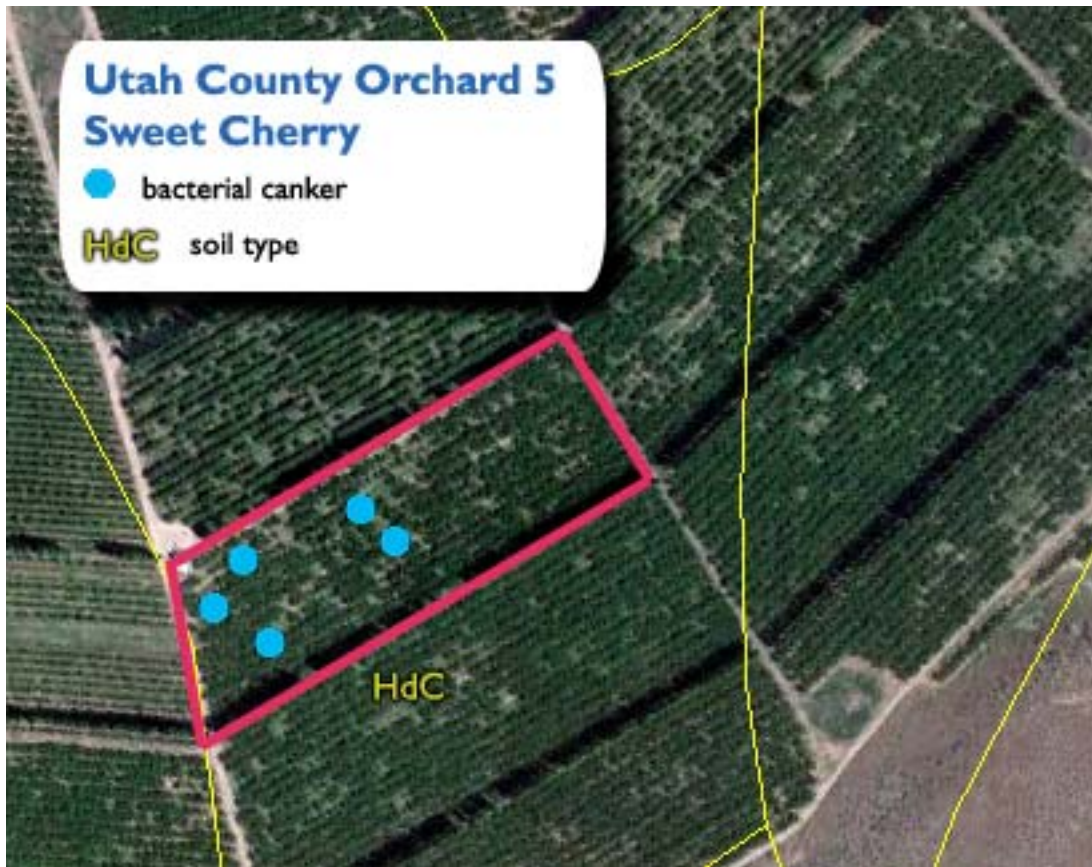 Utah County Orchard 5
Sweet Cherry
bacterial canker
HdC soil type
HdC